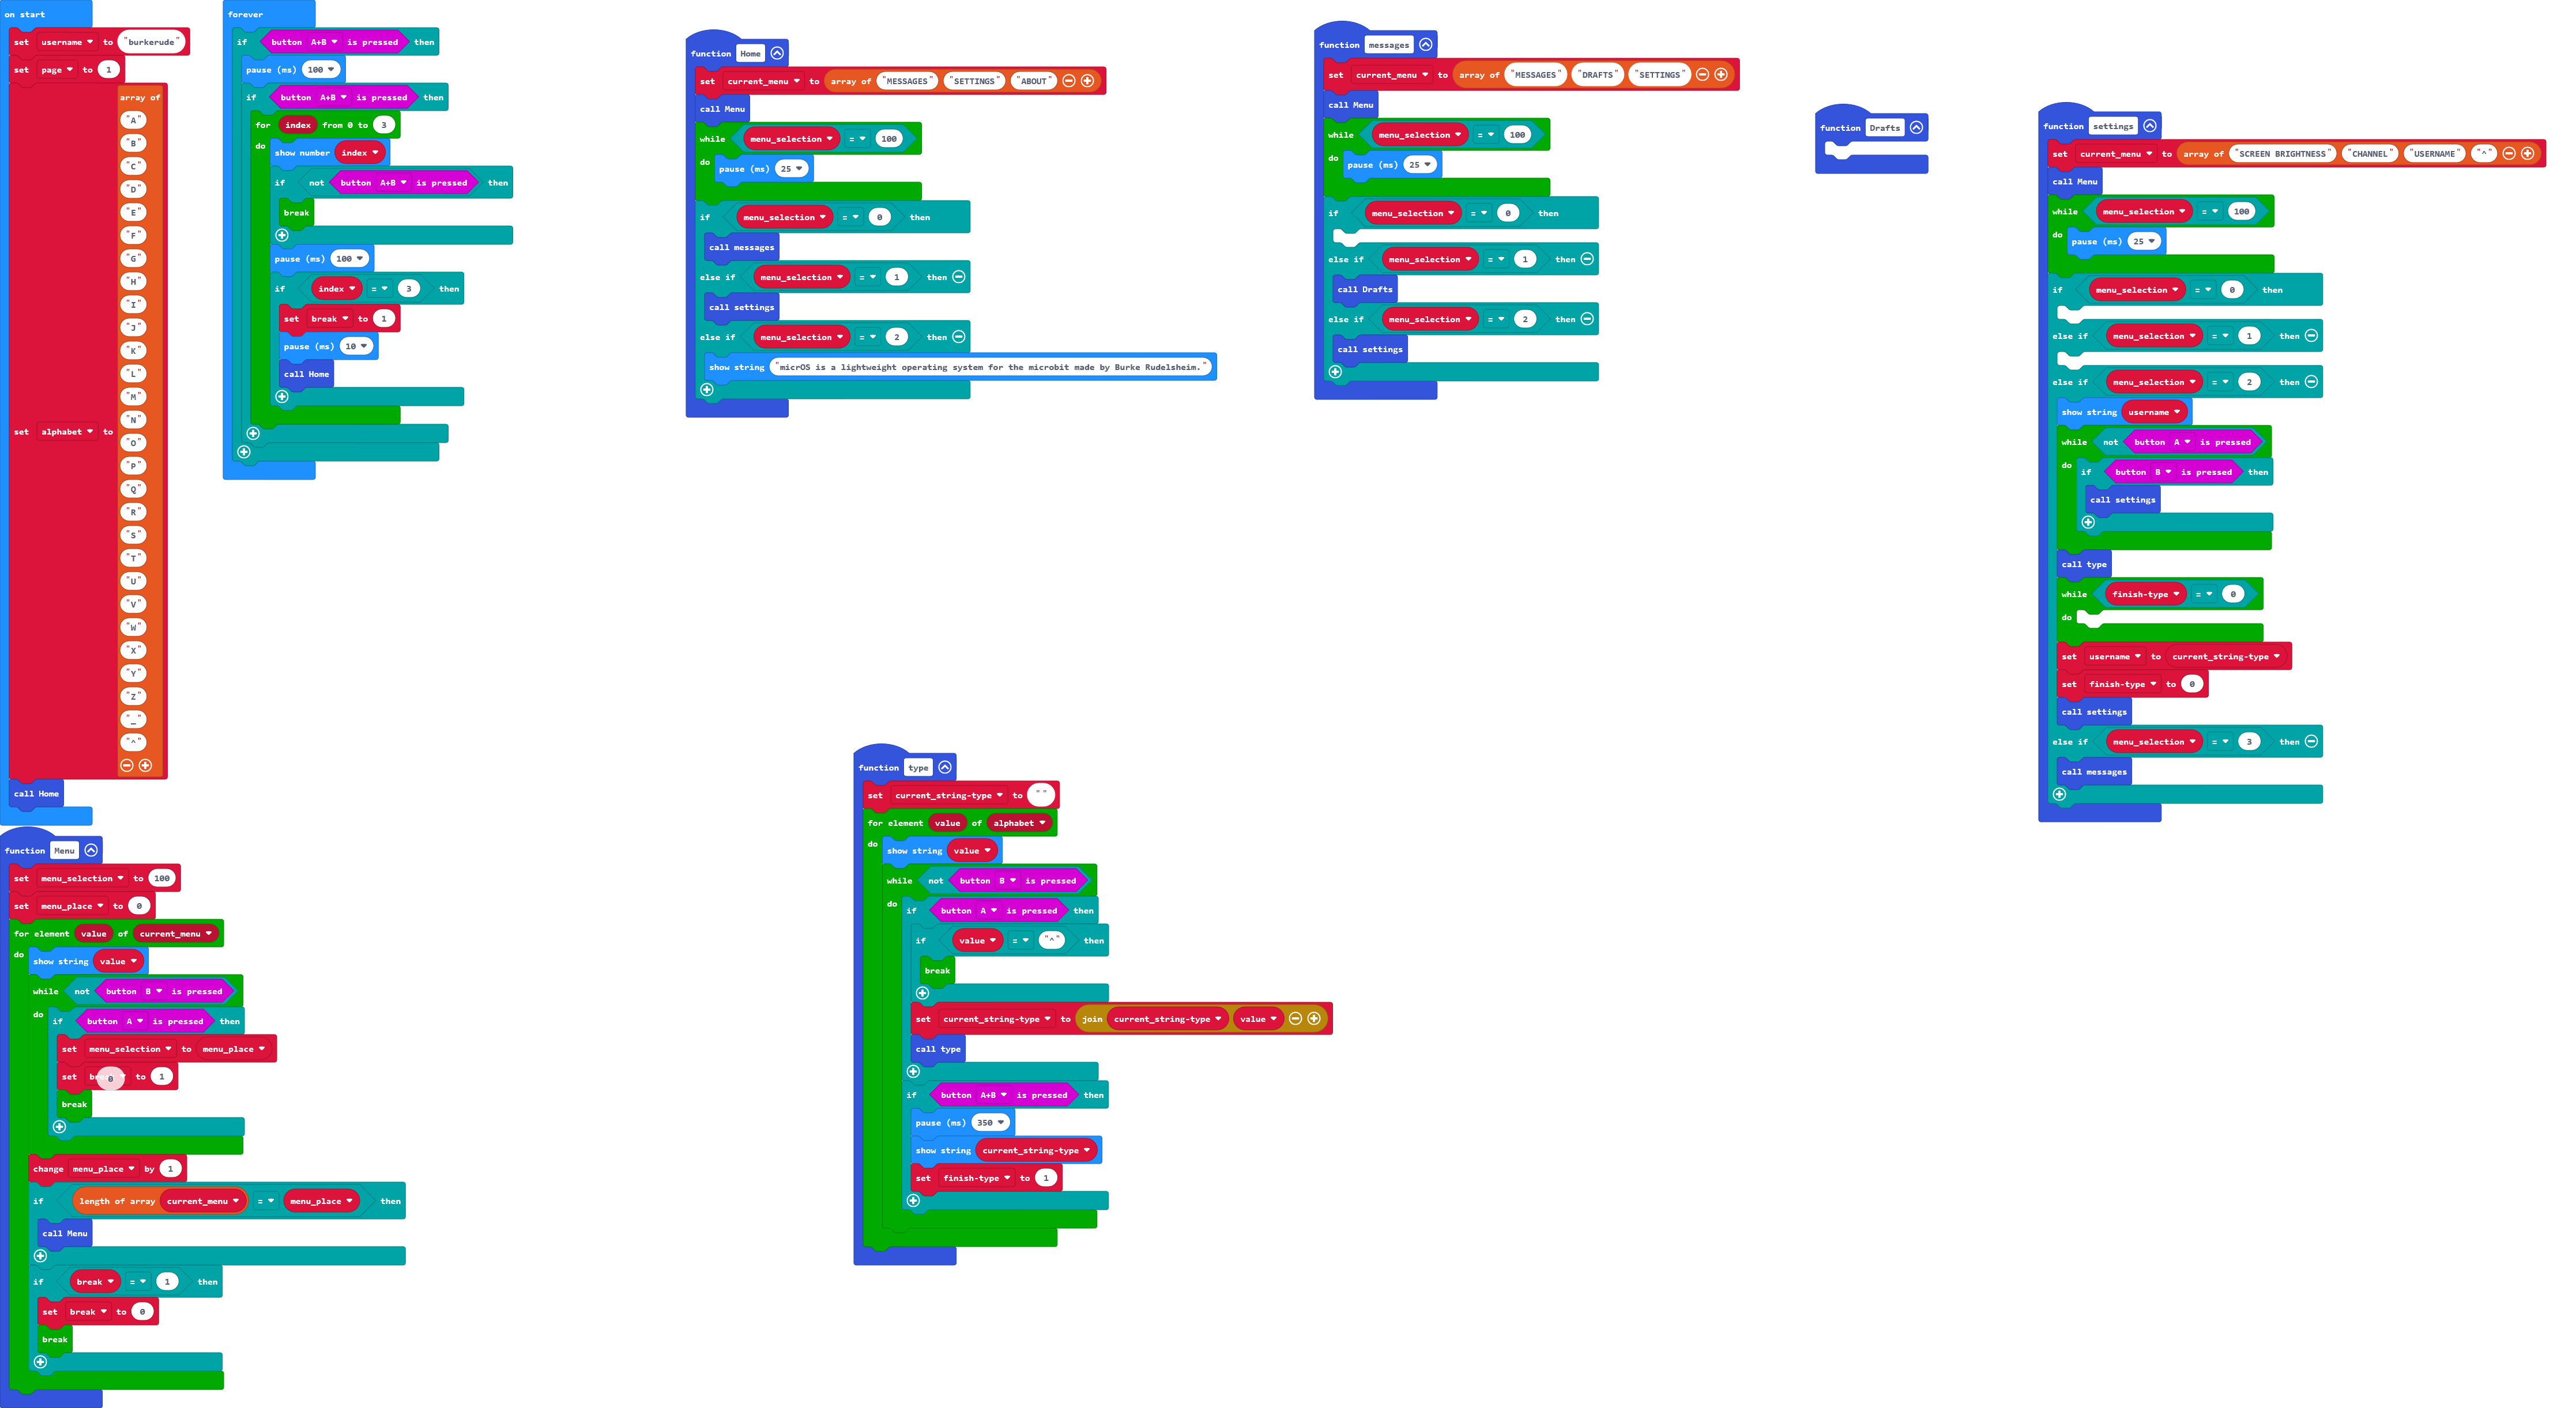 on start
set username to "burkerude"
set page to 1
set alphabet to array of
"A"
"B"
"C"
"D"
"E"
"F"
"G"
"H"
"I"
"J"
"K"
"L"
"M"
"N"
"O"
"P"
"Q"
"R"
"S"
"T"
"U"
"V"
"W"
"X"
"Y"
"Z"
"_"
"^"
call Home
forever
if button A+B is pressed then
pause (ms) 100
if button A+B is pressed then
for index from 0 to 3
do
show number index
if not button A+B is pressed then
break
pause (ms) 100
if index = 3 then
set break to 1
pause (ms) 10
call Home
function Home
set current_menu to array of "MESSAGES" "SETTINGS" "ABOUT"
call Menu
while menu_selection = 100
do
pause (ms) 25
if menu_selection = 0 then
call messages
else if menu_selection = 1 then
call settings
else if menu_selection = 2 then
show string "micrOS is a lightweight operating system for the microbit made by Burke Rudelsheim."
function messages
set current_menu to array of "MESSAGES" "DRAFTS" "SETTINGS"
call Menu
while menu_selection = 100
do
pause (ms) 25
if menu_selection = 0 then
else if menu_selection = 1 then
call Drafts
else if menu_selection = 2 then
call settings
function Drafts
function settings
set current_menu to array of "SCREEN BRIGHTNESS" "CHANNEL" "USERNAME" "^"
call Menu
while menu_selection = 100
do
pause (ms) 25
if menu_selection = 0 then
else if menu_selection = 1 then
else if menu_selection = 2 then
show string username
while not button A is pressed
do
if button B is pressed then
call settings
call type
while finish-type = 0
do
set username to current_string-type
set finish-type to 0
call settings
else if menu_selection = 3 then
call messages
function Menu
set menu_selection to 100
set menu_place to 0
for element value of current_menu
do
show string value
while not button B is pressed
do
if button A is pressed then
set menu_selection to menu_place
set 0 to 1
break
change menu_place by 1
if length of array current_menu = menu_place then
call Menu
if break = 1 then
set break to 0
break
function type
set current_string-type to ""
for element value of alphabet
do
show string value
while not button B is pressed
do
if button A is pressed then
if value = "^" then
break
set current_string-type to join current_string-type value
call type
if button A+B is pressed then
pause (ms) 350
show string current_string-type
set finish-type to 1